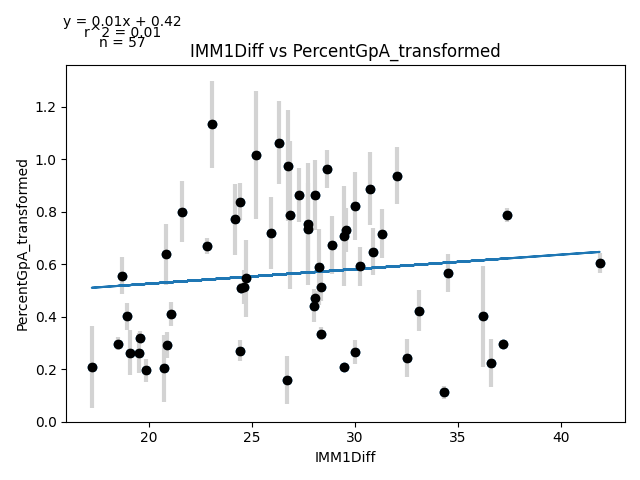 y = 0.01x + 0.42
r^2 = 0.01
n = 57
IMM1Diff vs PercentGpA_transformed
PercentGpA_transformed
1.2
1.0
0.8
0.6
0.4
0.2
0.0
20
25
30
35
40
IMM1Diff